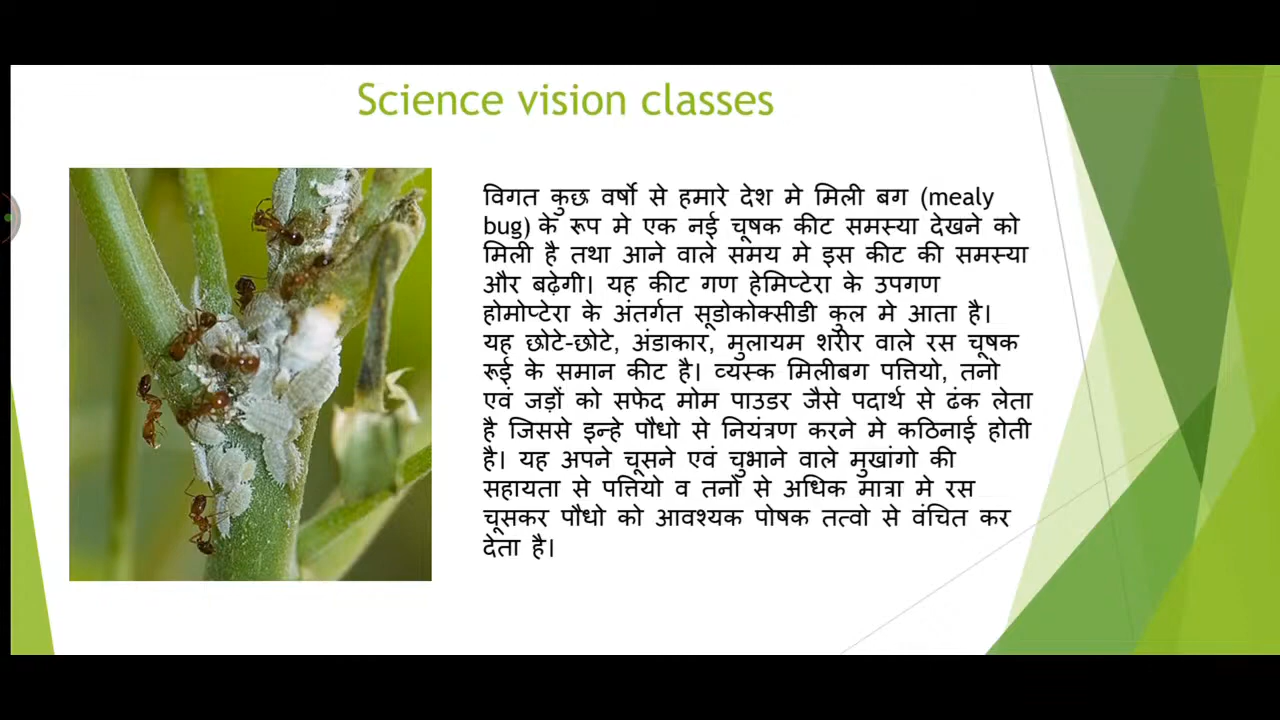 Science vision classes
विगत कुछ वर्षो से हमारे देश मे मिली बग (mealy
bug) के रूप मे एक नई चूषक कीट समस्या देखने को
मिली है तथा आने वाले समय मे इस कीट की समस्या
और बढ़ेगी। यह कीट गण हेमिप्टेरा के उपगण
होमोप्टेरा के अंतर्गत सूडोकोक्सीडी कुल मे आता है।
यह छोटे-छोटे, अंडाकार, मुलायम शरीर वाले रस चूषक
रूई के समान कीट है। व्यस्क मिलीबग पत्तियो, तनो
एवं जड़ों को सफेद मोम पाउडर जैसे पदार्थ से ढंक लेता
है जिससे इन्हे पौधो से नियंत्रण करने मे कठिनाई होती
है। यह अपने चूसने एवं चुभाने वाले मुखांगो की
सहायता से पत्तियो व तनो से अधिक मात्रा मे रस
चूसकर पौधो को आवश्यक पोषक तत्वो से वंचित कर
देता है।